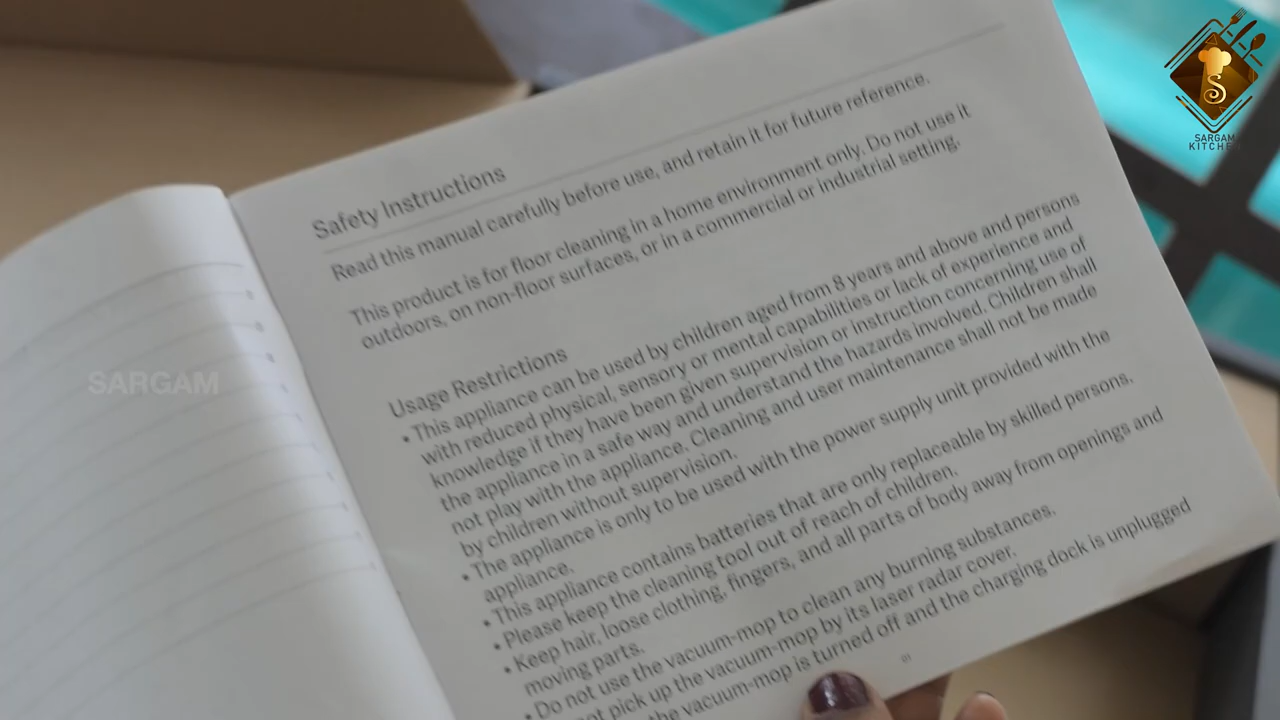 Safety Instructions
Read this manual carefully before use, and retain it for future reference.
This product is for floor cleaning in a home environment only. Do not use it
outdoors, on non-floor surfaces, or in a commercial or industrial setting.
Usage Restrictions
• This appliance can be used by children aged from 8 years and above and persons
with reduced physical, sensory or mental capabilities or lack of experience and
knowledge if they have been given supervision or instruction concerning use of
the appliance in a safe way and understand the hazards involved. Children shall
not play with the appliance. Cleaning and user maintenance shall not be made
by children without supervision.
• The appliance is only to be used with the power supply unit provided with the
appliance.
• This appliance contains batteries that are only replaceable by skilled persons.
• Please keep the cleaning tool out of reach of children.
• Keep hair, loose clothing, fingers, and all parts of body away from openings and
moving parts.
• Do not use the vacuum-mop to clean any burning substances.
not pick up the vacuum-mop by its laser radar cover.
the vacuum-mop is turned off and the charging dock is unplugged
01
SARGAM
S
SARGAM
KITCHEN